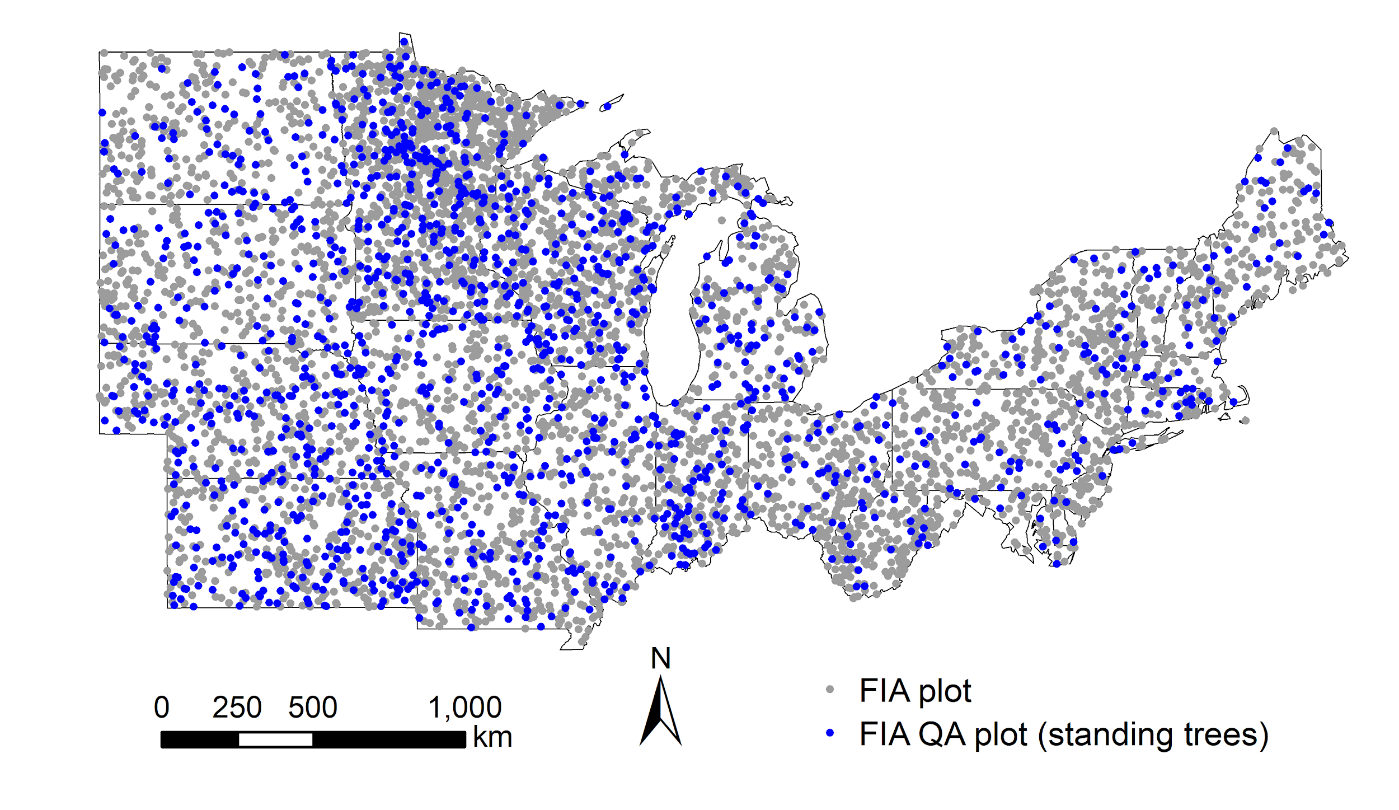 N
0 250 500 1,000
km
FIA plot
FIA QA plot (standing trees)